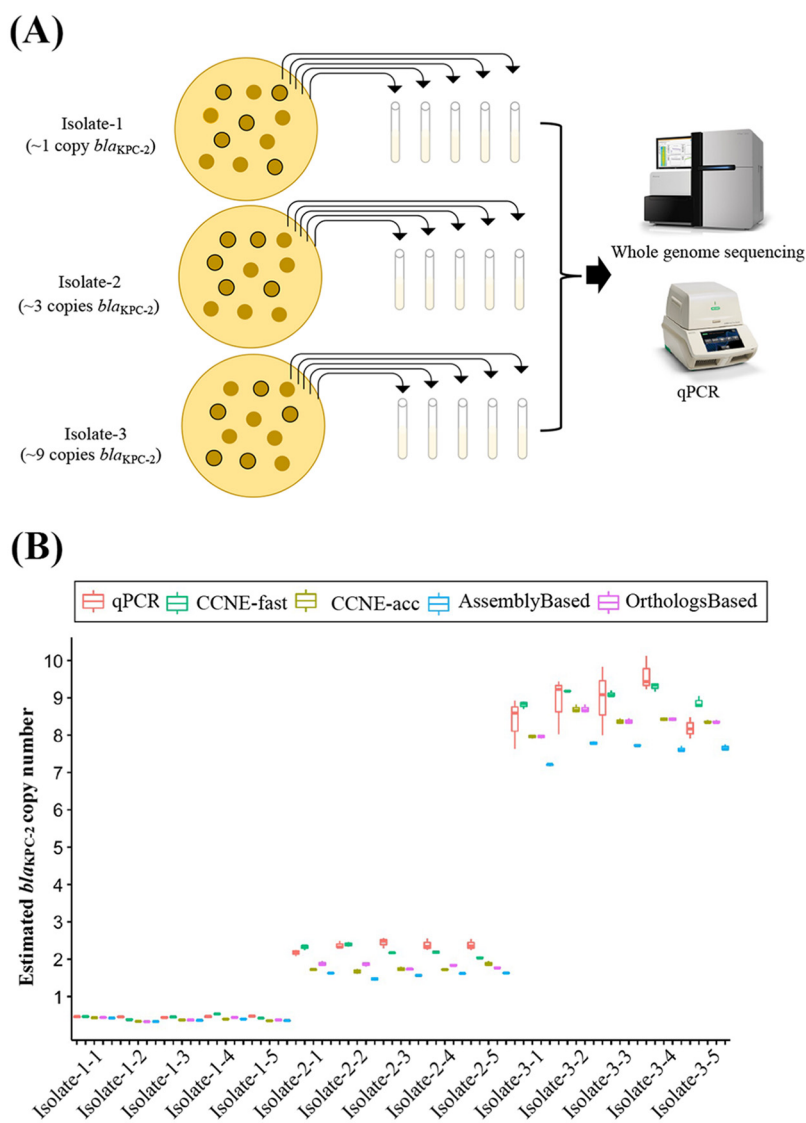 (A)
Isolate-1
(~1 copy blaKPC-2)
Isolate-2
(~3 copies blaKPC-2)
Isolate-3
(~9 copies blaKPC-2)
Whole genome sequencing
qPCR
(B)
qPCR CCNE-fast CCNE-acc AssemblyBased OrthologsBased
Estimated blaKPC-2 copy number
10
9
8
7
6
5
4
3
2
1
Isolate-1-1
Isolate-1-2
Isolate-1-3
Isolate-1-4
Isolate-1-5
Isolate-2-1
Isolate-2-2
Isolate-2-3
Isolate-2-4
Isolate-2-5
Isolate-3-1
Isolate-3-2
Isolate-3-3
Isolate-3-4
Isolate-3-5